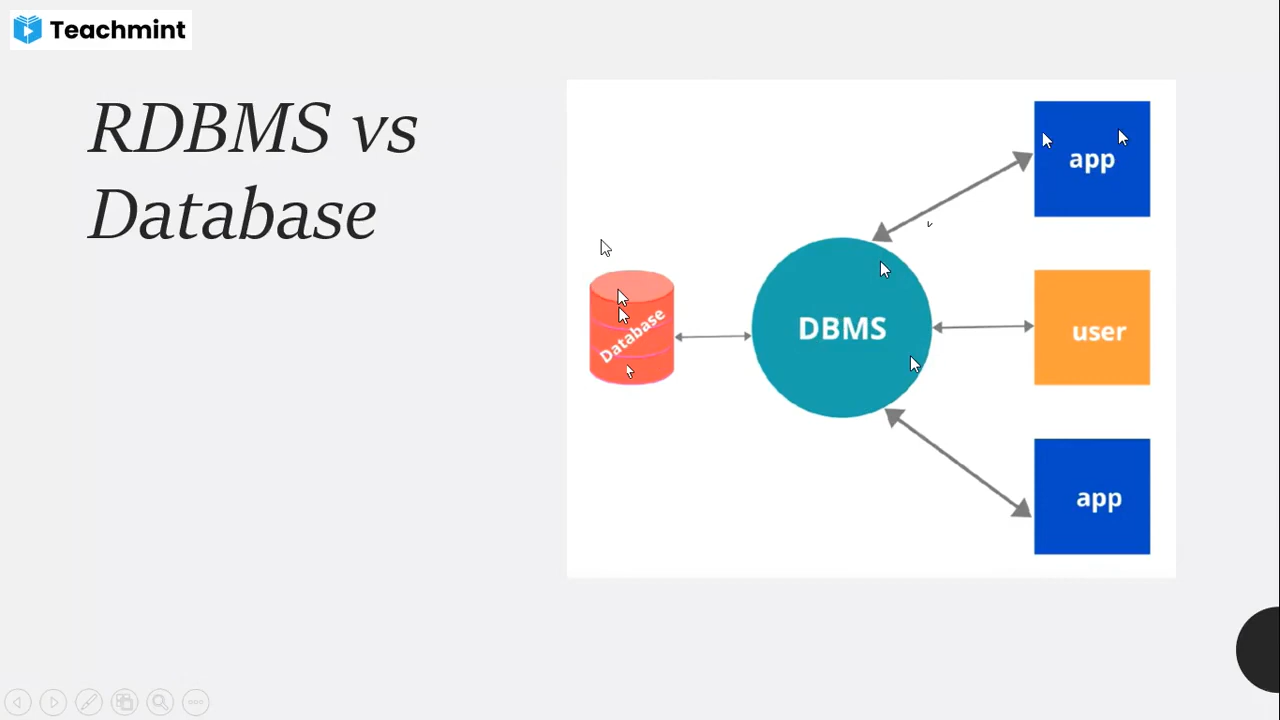 Teachmint
RDBMS vs
Database
app
Database
DBMS
user
app